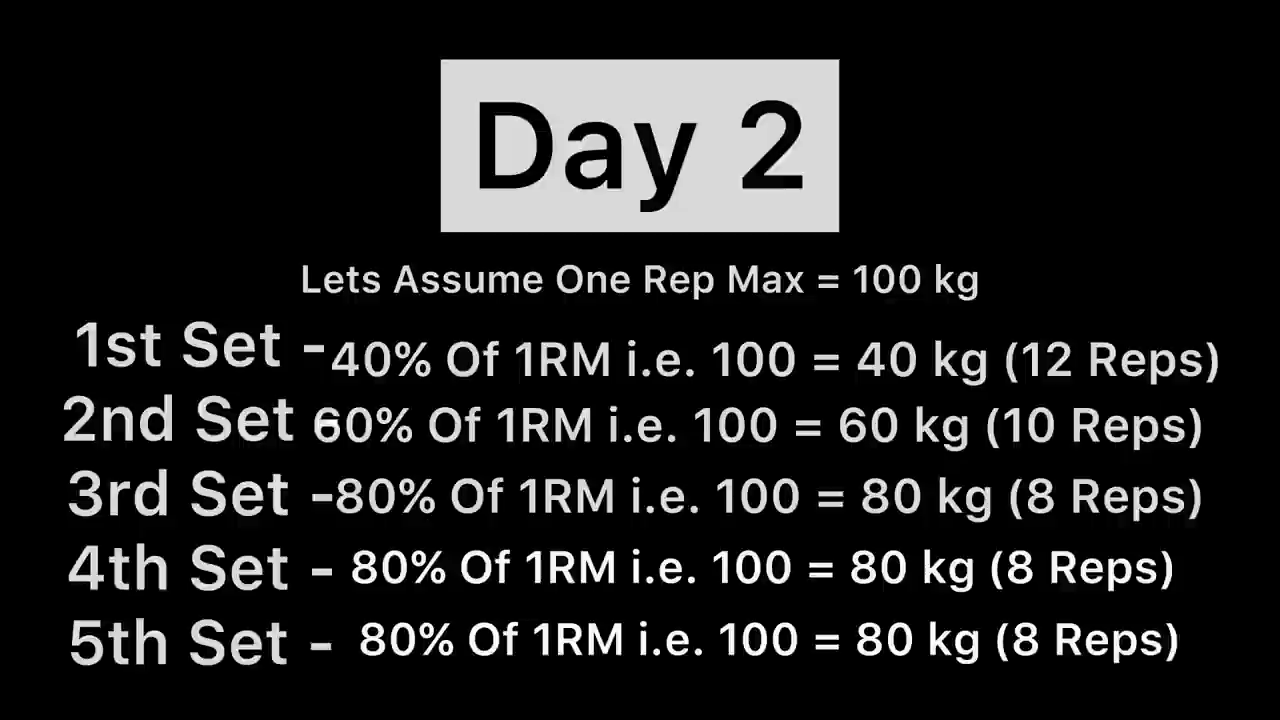 Day 2
Lets Assume One Rep Max = 100 kg
1st Set - 40% Of 1RM i.e. 100 = 40 kg (12 Reps)
2nd Set - 60% Of 1RM i.e. 100 = 60 kg (10 Reps)
3rd Set - 80% Of 1RM i.e. 100 = 80 kg (8 Reps)
4th Set - 80% Of 1RM i.e. 100 = 80 kg (8 Reps)
5th Set - 80% Of 1RM i.e. 100 = 80 kg (8 Reps)